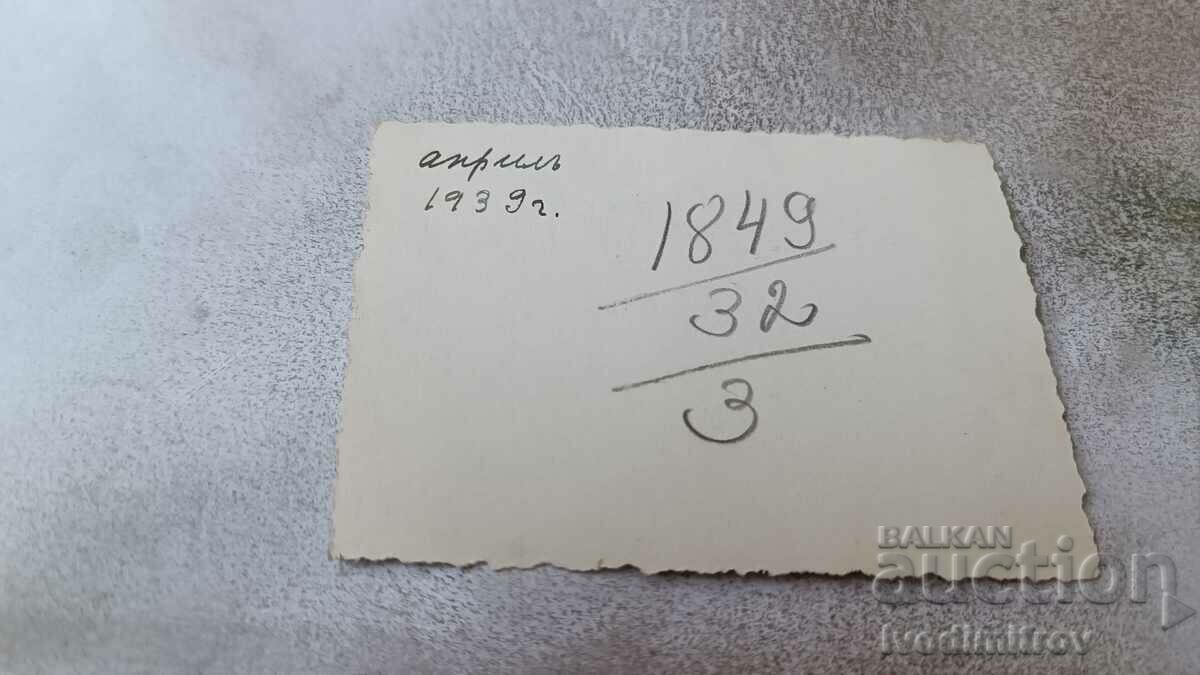 априлъ
1939г.
1849
32
3
BALKAN
auction
ivodimitrov